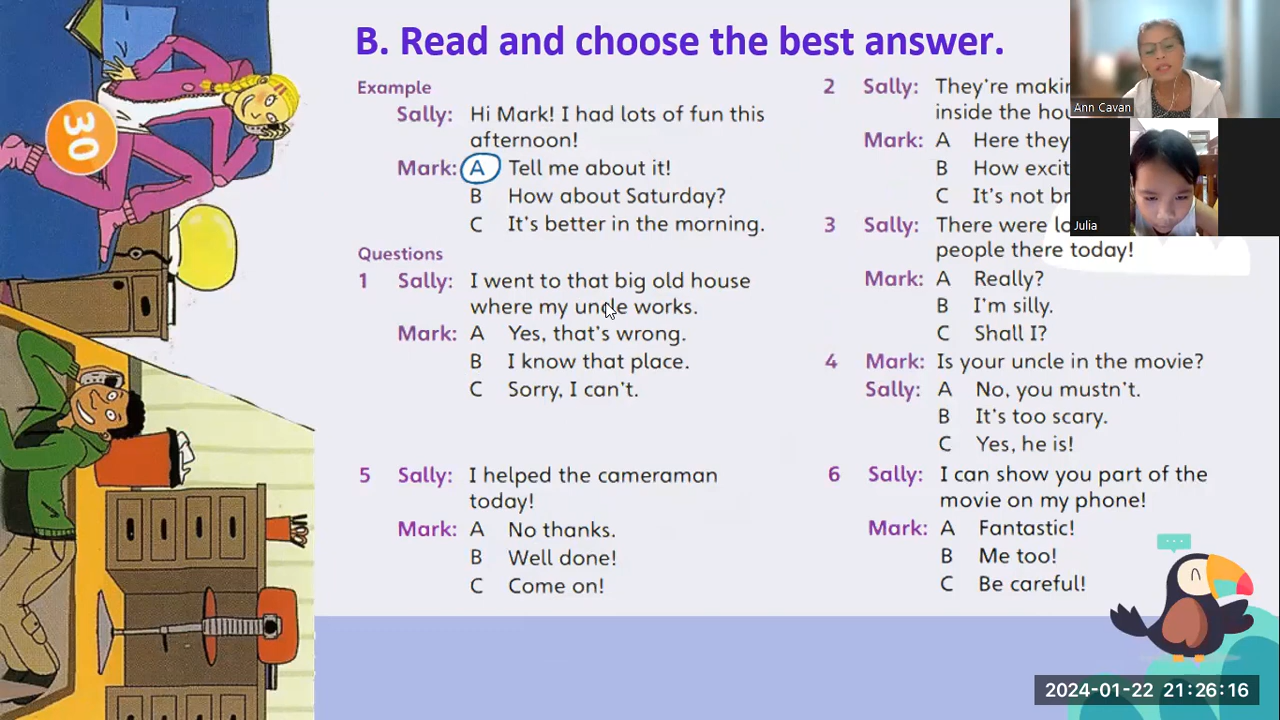 B. Read and choose the best answer.
30
Example
Sally: Hi Mark! I had lots of fun this
afternoon!
Mark: A Tell me about it!
B How about Saturday?
C It's better in the morning.
Questions
1 Sally: I went to that big old house
where my uncle works.
Mark: A Yes, that's wrong.
B I know that place.
C Sorry, I can't.
5 Sally: I helped the cameraman
today!
Mark: A No thanks.
B Well done!
C Come on!
2 Sally: They're
inside the
Mark: A Here they
B How
C It's not
3 Sally: There were
people there today!
Mark: A Really?
B I'm silly.
C Shall I?
4 Mark: Is your uncle in the movie?
Sally: A No, you mustn't.
B It's too scary.
C Yes, he is!
6 Sally: I can show you part of the
movie on my phone!
Mark: A Fantastic!
B Me too!
C Be careful!
Ann Cavan
Julia
2024-01-22 21:26:16